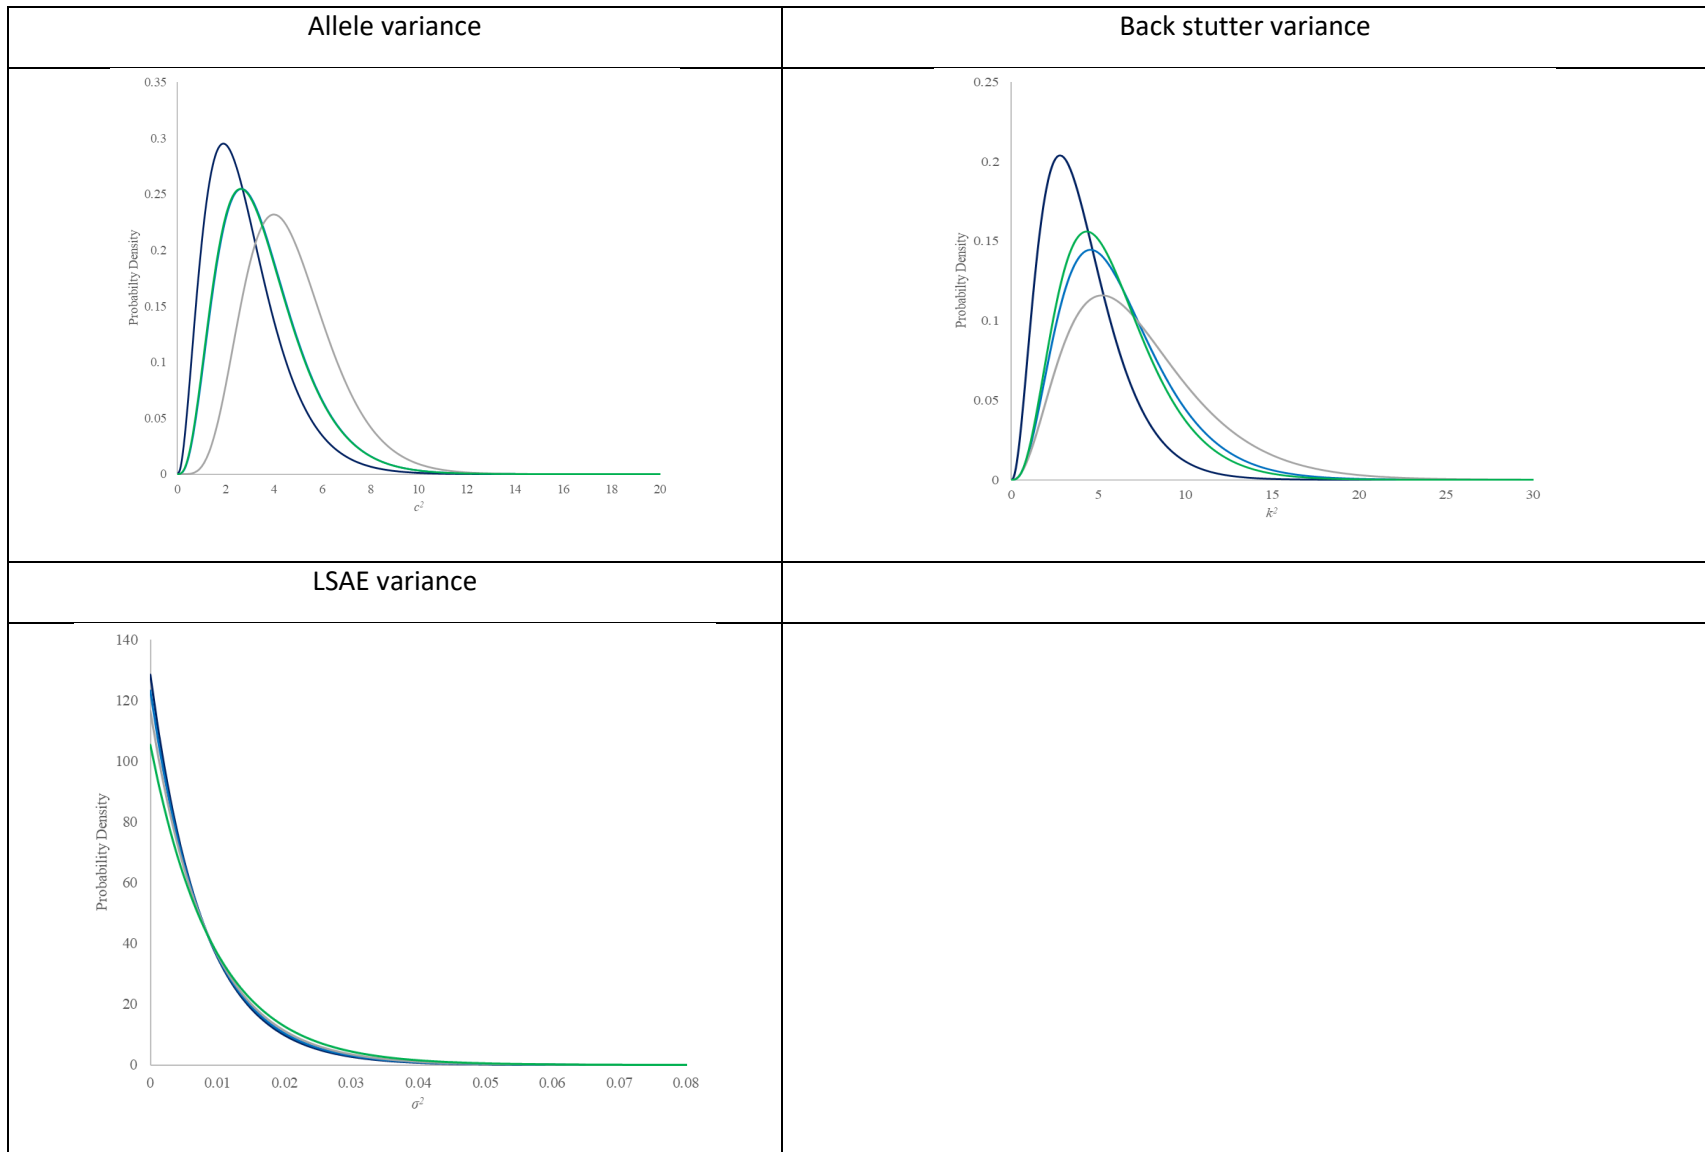 Allele variance
Back stutter variance
0.35
0.3
0.25
0.2
0.15
0.1
0.05
0
Probabilty Density
0 2 4 6 8 10 12 14 16 18 20
c²
0.25
0.2
0.15
0.1
0.05
0
Probabilty Density
0 5 10 15 20 25 30
k²
LSAE variance
140
120
100
80
60
40
20
0
Probability Density
0 0.01 0.02 0.03 0.04 0.05 0.06 0.07 0.08
σ²